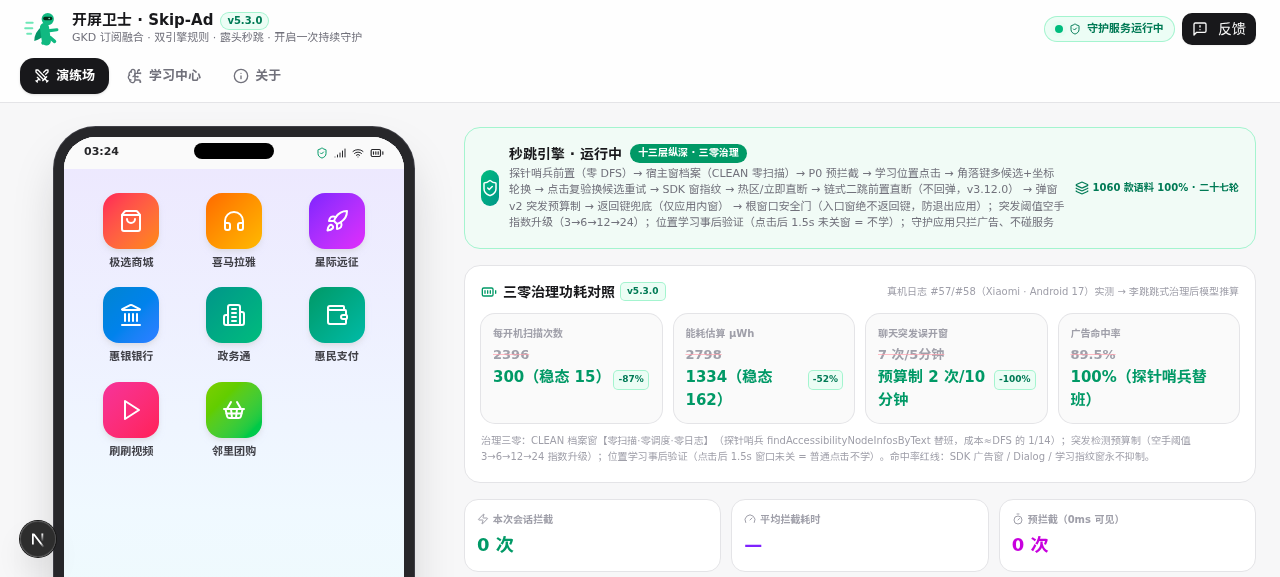 开屏卫士 · Skip-Ad v5.3.0
GKD 订阅融合 · 双引擎规则 · 露头秒跳 · 开启一次持续守护
守护服务运行中
反馈
演练场
学习中心
关于
03:24
极选商城
喜马拉雅
星际远征
惠银银行
政务通
惠民支付
刷刷视频
邻里团购
N
秒跳引擎 · 运行中 十三层纵深 · 三零治理
探针哨兵前置（零 DFS）→ 宿主窗档案（CLEAN 零扫描）→ P0 预拦截 → 学习位置点击 → 角落键多候选+坐标
轮换 → 点击复验换候选重试 → SDK 窗指纹 → 热区/立即直断 → 链式二跳前置直断（不回弹，v3.12.0）→ 弹窗
v2 突发预算制 → 返回键兜底（仅应用内窗）→ 根窗口安全门（入口窗绝不返回键，防退出应用）；突发阈值空手
指数升级（3→6→12→24）；位置学习事后验证（点击后 1.5s 未关窗 = 不学）；守护应用只拦广告、不碰服务
1060 款语料 100% · 二十七轮
三零治理功耗对照 v5.3.0
真机日志 #57/#58（Xiaomi · Android 17）实测 → 李跳跳式治理后模型推算
每开机扫描次数
2396
300（稳态 15） -87%
能耗估算 μWh
2798
1334（稳态 -52%
162）
聊天突发误开窗
7 次/5分钟
预算制 2 次/10 -100%
分钟
广告命中率
89.5%
100%（探针哨兵替
班）
治理三零：CLEAN 档案窗【零扫描·零调度·零日志】（探针哨兵 findAccessibilityNodeInfosByText 替班，成本≈DFS 的 1/14）；突发检测预算制（空手阈值
3→6→12→24 指数升级）；位置学习事后验证（点击后 1.5s 窗口未关 = 普通点击不学）。命中率红线：SDK 广告窗 / Dialog / 学习指纹窗永不抑制。
本次会话拦截
0 次
平均拦截耗时
—
预拦截（0ms 可见）
0 次